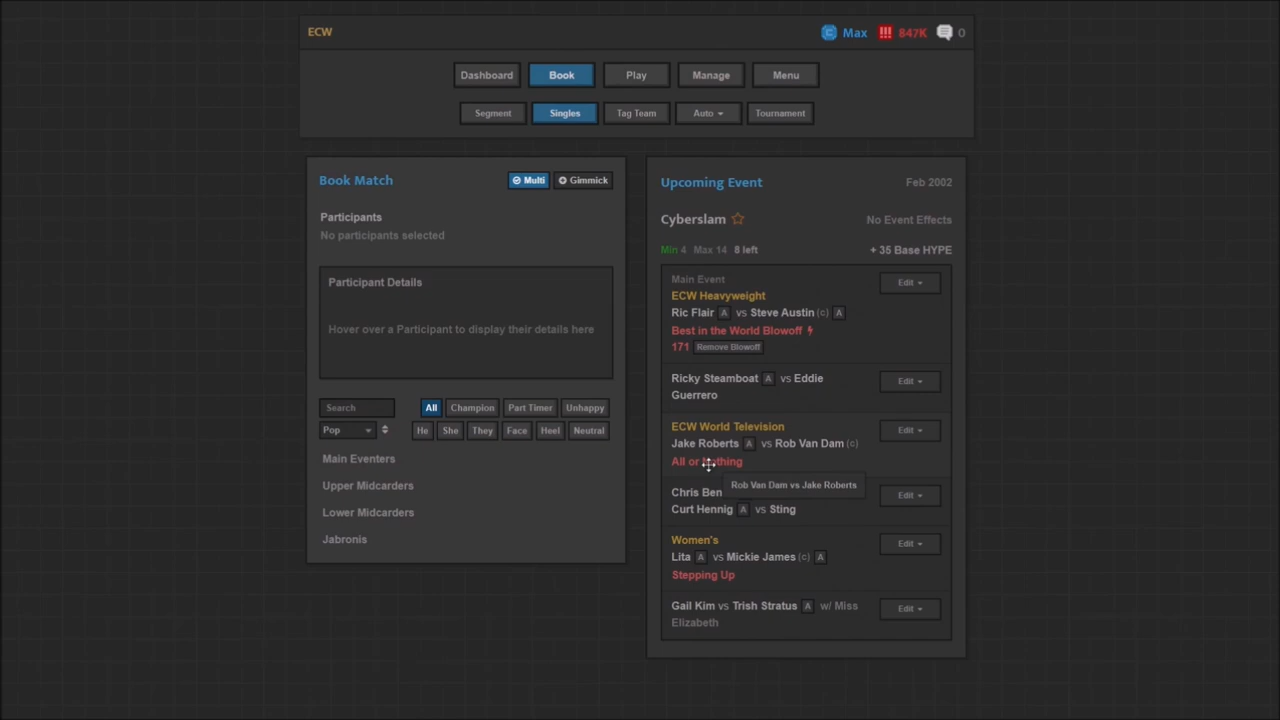 ECW
Max 847K 0
Dashboard Book Play Manage Menu
Segment Singles Tag Team Auto Tournament
Book Match Multi Gimmick
Participants
No participants selected
Participant Details
Hover over a Participant to display their details here
Search All Champion Part Timer Unhappy
Pop He She They Face Heel Neutral
Main Eventers
Upper Midcarders
Lower Midcarders
Jabronis
Upcoming Event Feb 2002
Cyberslam No Event Effects
Min 4 Max 14 8 left + 35 Base HYPE
Main Event Edit
ECW Heavyweight
Ric Flair A vs Steve Austin (c) A
Best in the World Blowoff
171 Remove Blowoff
Ricky Steamboat A vs Eddie Edit
Guerrero
ECW World Television Edit
Jake Roberts A vs Rob Van Dam (c)
All or Nothing
Rob Van Dam vs Jake Roberts
Chris Ben Edit
Curt Hennig A vs Sting
Women's Edit
Lita A vs Mickie James (c) A
Stepping Up
Gail Kim vs Trish Stratus A w/ Miss Edit
Elizabeth